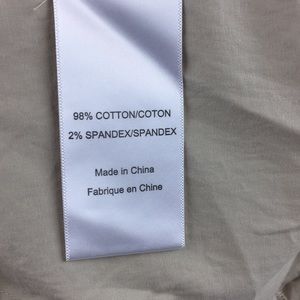 98% COTTON/COTON
2% SPANDEX/SPANDEX
Made in China
Fabrique en Chine